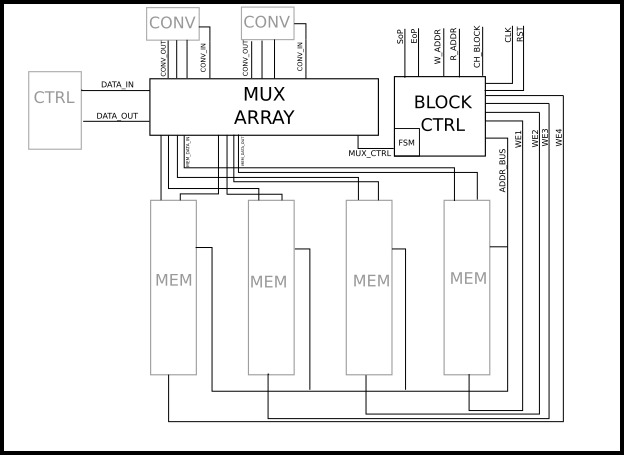 CONV
CONV
CONV_OUT
CONV_IN
CONV_OUT
CONV_IN
SoP
EoP
W_ADDR
R_ADDR
CH_BLOCK
CLK
RST
CTRL
DATA_IN
DATA_OUT
MUX
ARRAY
BLOCK
CTRL
FSM
MUX_CTRL
MEM_DATA_IN
MEM_DATA_OUT
ADDR_BUS
WE1
WE2
WE3
WE4
MEM
MEM
MEM
MEM